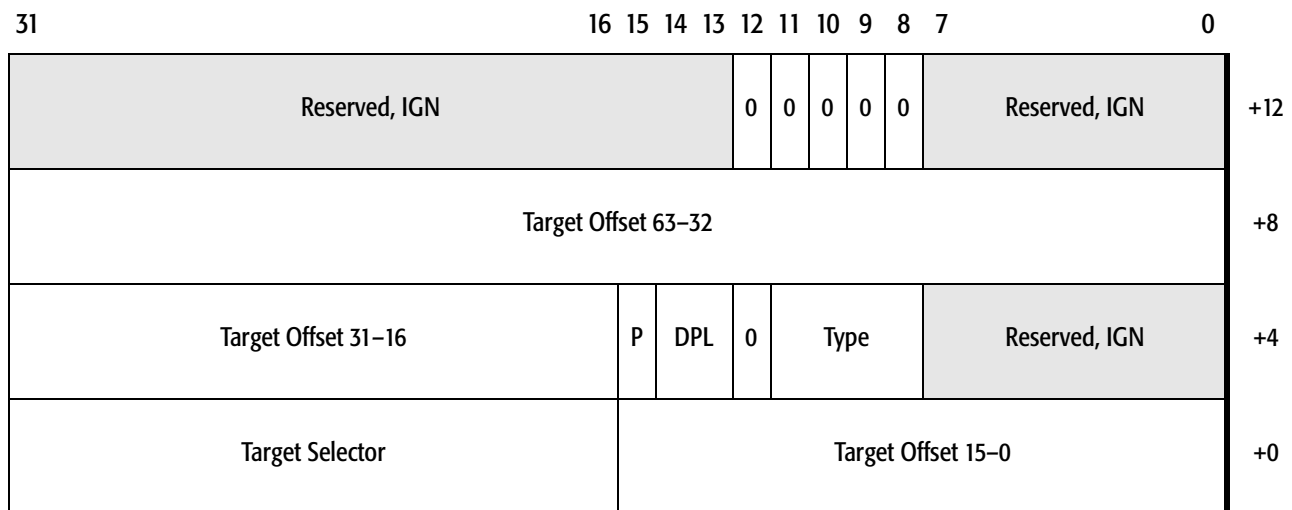 31 16 15 14 13 12 11 10 9 8 7 0
Reserved, IGN 0 0 0 0 0 Reserved, IGN +12
Target Offset 63–32 +8
Target Offset 31–16 P DPL 0 Type Reserved, IGN +4
Target Selector Target Offset 15–0 +0